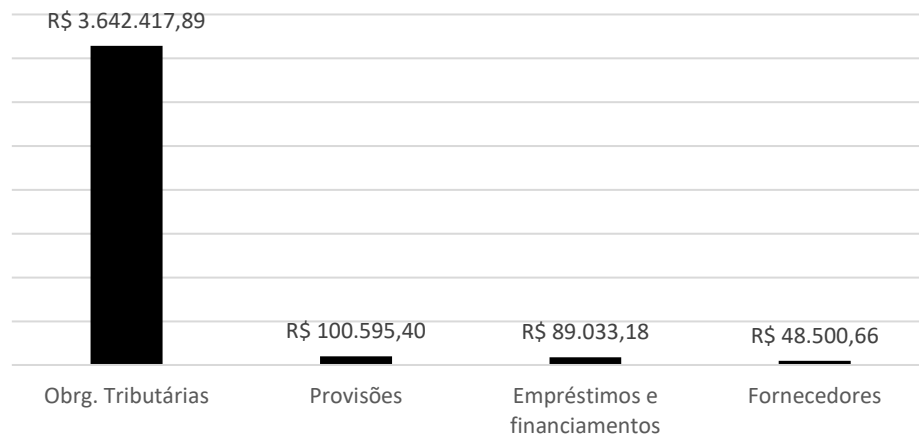 R$ 3.642.417,89
R$ 100.595,40
R$ 89.033,18
R$ 48.500,66
Obrg. Tributárias
Provisões
Empréstimos e
financiamentos
Fornecedores